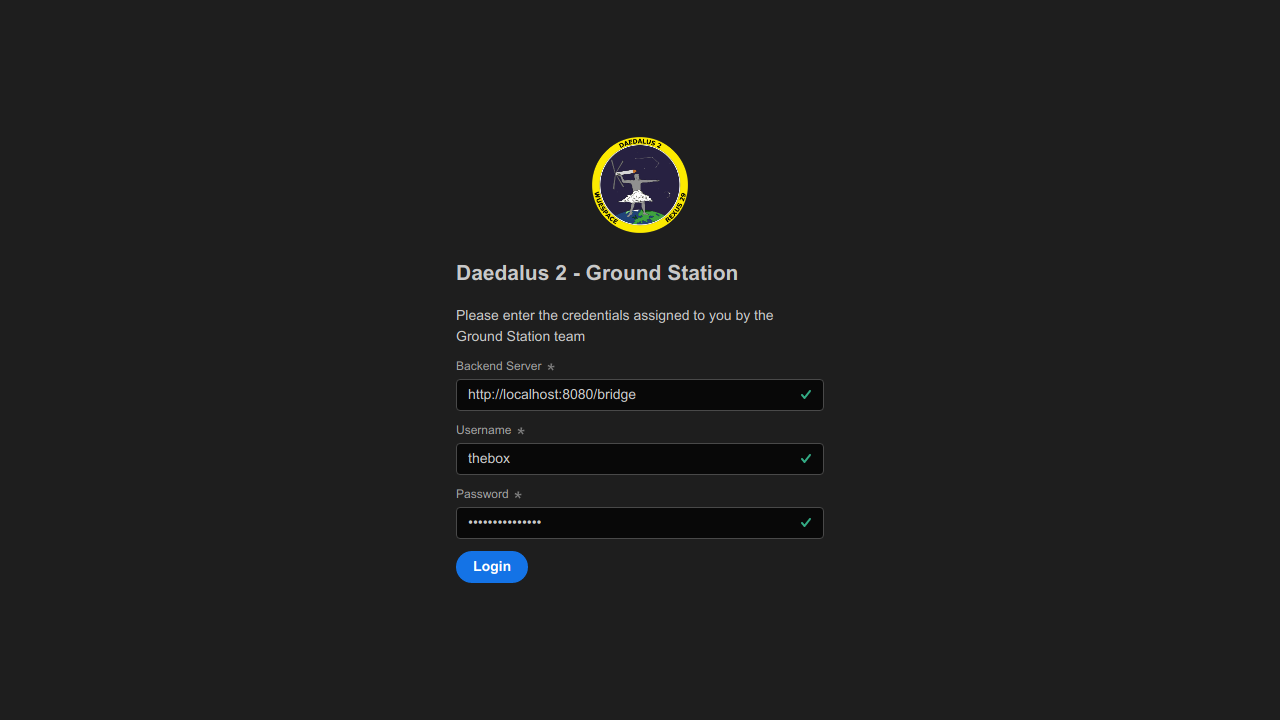 DAEDALUS 2
WUESPACE
REXUS 29
Daedalus 2 - Ground Station
Please enter the credentials assigned to you by the
Ground Station team
Backend Server *
http://localhost:8080/bridge
Username *
thebox
Password *
•••••••••••••••
Login